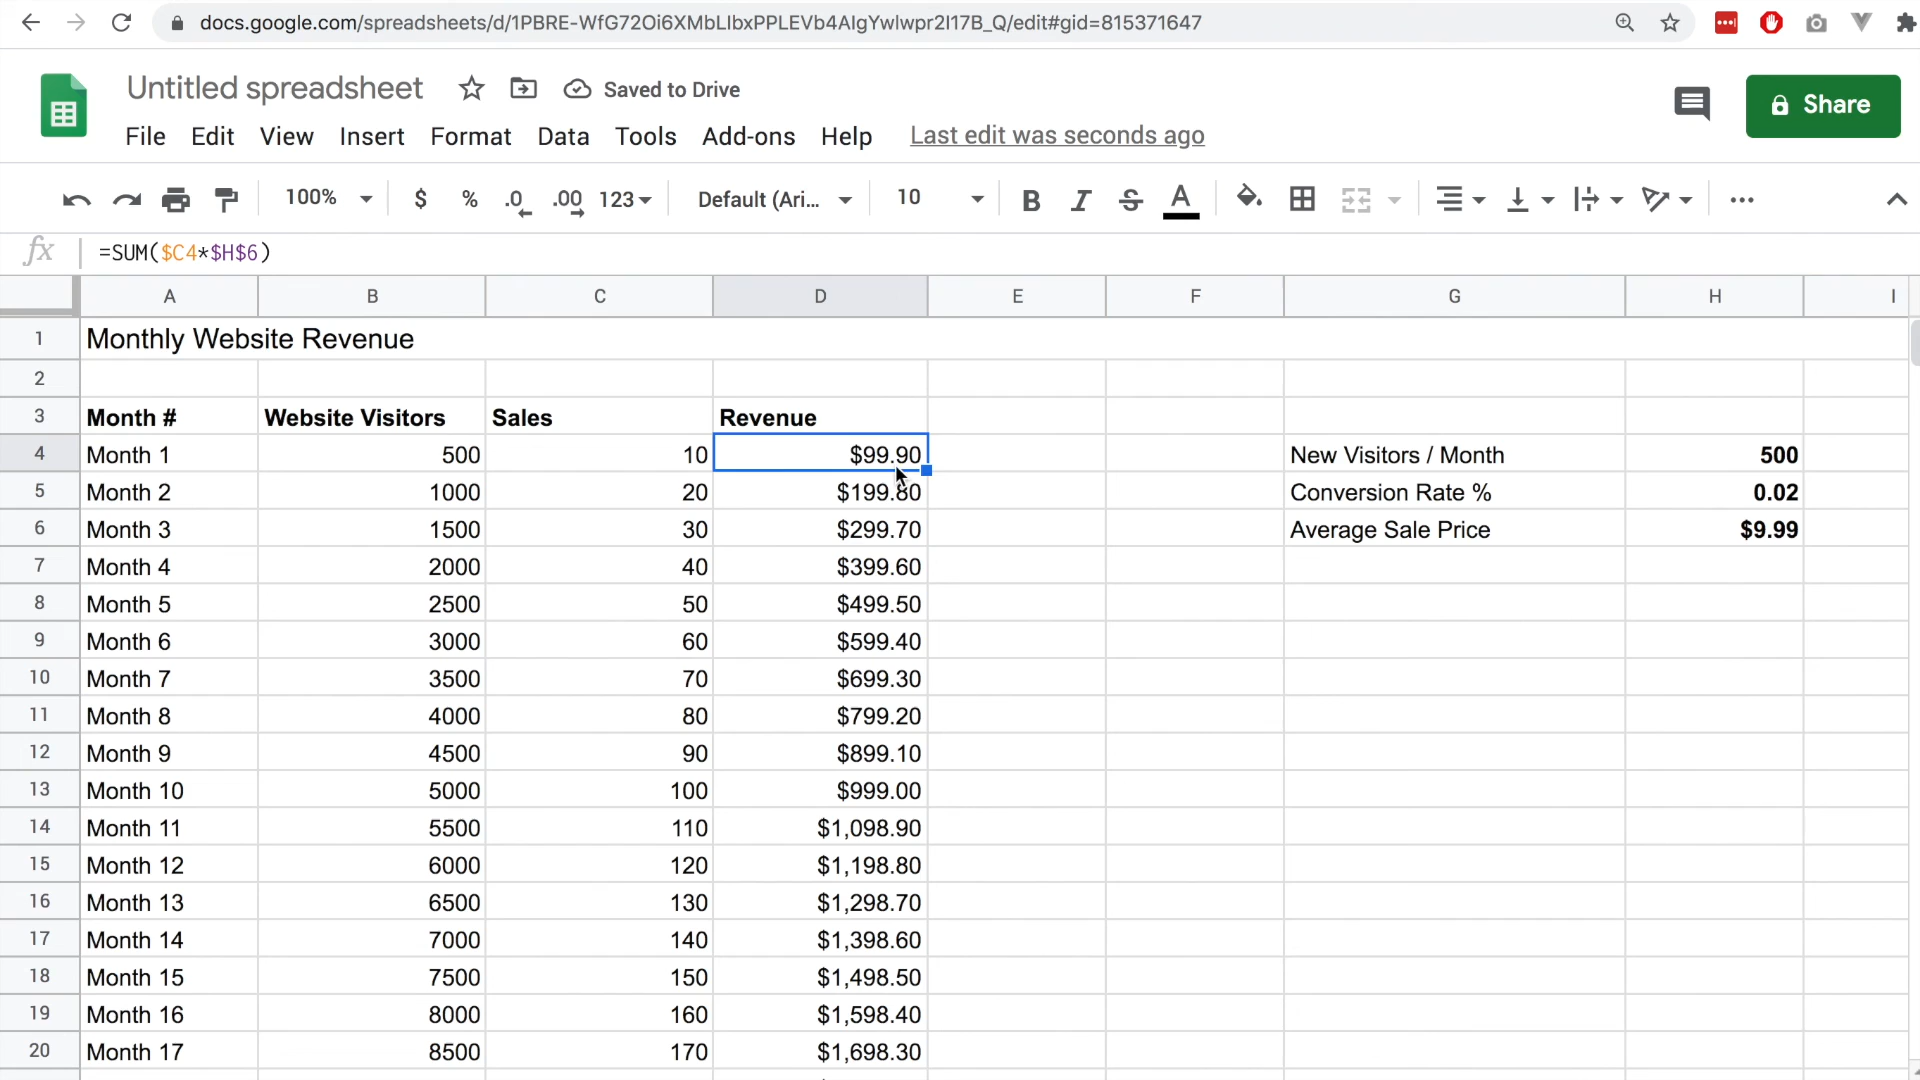 docs.google.com/spreadsheets/d/1PBRE-WfG72Oi6XMbLIbxPPLEVb4AIgYwlwpr2I17B_Q/edit#gid=815371647
Untitled spreadsheet Saved to Drive
Share
File Edit View Insert Format Data Tools Add-ons Help Last edit was seconds ago
100% $ % .0 .00 123 Default (Ari... 10 B I S A
fx =SUM($C4*$H$6)
A B C D E F G H I
1 Monthly Website Revenue
2
3 Month # Website Visitors Sales Revenue
4 Month 1 500 10 $99.90 New Visitors / Month 500
5 Month 2 1000 20 $199.80 Conversion Rate % 0.02
6 Month 3 1500 30 $299.70 Average Sale Price $9.99
7 Month 4 2000 40 $399.60
8 Month 5 2500 50 $499.50
9 Month 6 3000 60 $599.40
10 Month 7 3500 70 $699.30
11 Month 8 4000 80 $799.20
12 Month 9 4500 90 $899.10
13 Month 10 5000 100 $999.00
14 Month 11 5500 110 $1,098.90
15 Month 12 6000 120 $1,198.80
16 Month 13 6500 130 $1,298.70
17 Month 14 7000 140 $1,398.60
18 Month 15 7500 150 $1,498.50
19 Month 16 8000 160 $1,598.40
20 Month 17 8500 170 $1,698.30